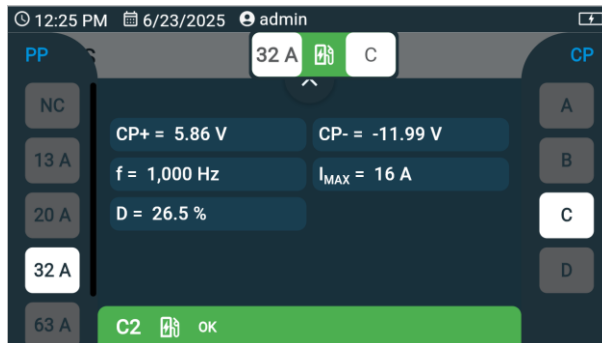 12:25 PM 6/23/2025 admin
PP S 32 A C CP
NC A
CP+ = 5.86 V CP- = -11.99 V
13 A B
f = 1,000 Hz IMAX = 16 A
20 A D = 26.5 % C
32 A D
63 A C2 OK